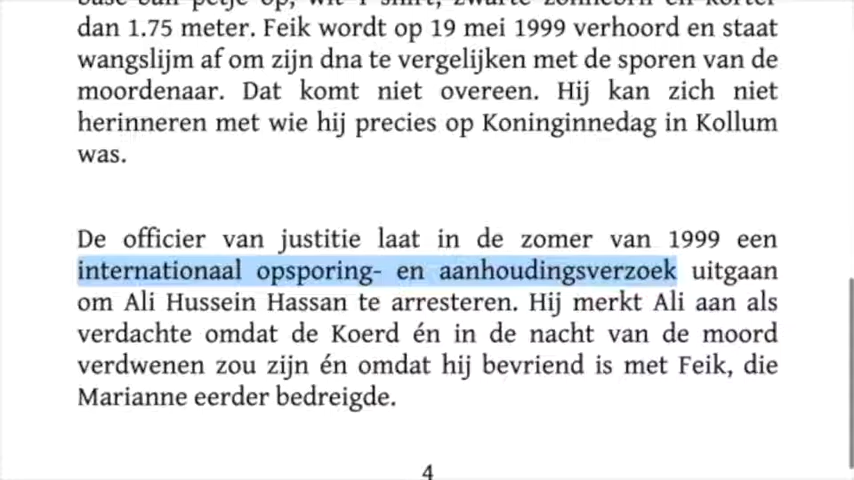 dan 1.75 meter. Feik wordt op 19 mei 1999 verhoord en staat
wangslijm af om zijn dna te vergelijken met de sporen van de
moordenaar. Dat komt niet overeen. Hij kan zich niet
herinneren met wie hij precies op Koninginnedag in Kollum
was.
De officier van justitie laat in de zomer van 1999 een
internationaal opsporing- en aanhoudingsverzoek uitgaan
om Ali Hussein Hassan te arresteren. Hij merkt Ali aan als
verdachte omdat de Koerd én in de nacht van de moord
verdwenen zou zijn én omdat hij bevriend is met Feik, die
Marianne eerder bedreigde.
4